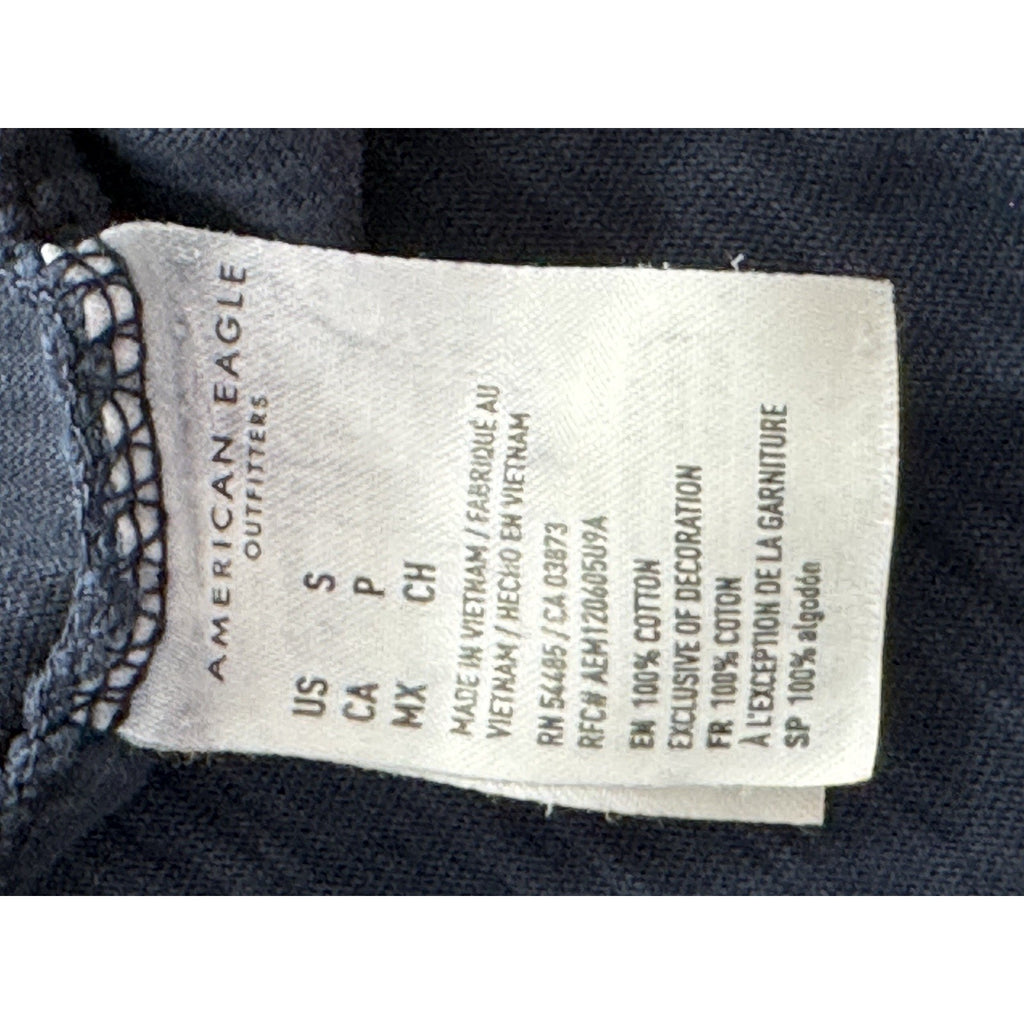 AMERICAN EAGLE
OUTFITTERS
US S
CA P
MX CH
MADE IN VIETNAM / FABRIQUÉ AU
VIETNAM / HECHO EN VIETNAM
RN 54485 / CA 03873
RFC# AEM120605U9A
EN 100% COTTON
EXCLUSIVE OF DECORATION
FR 100% COTON
À L'EXCEPTION DE LA GARNITURE
SP 100% algodón